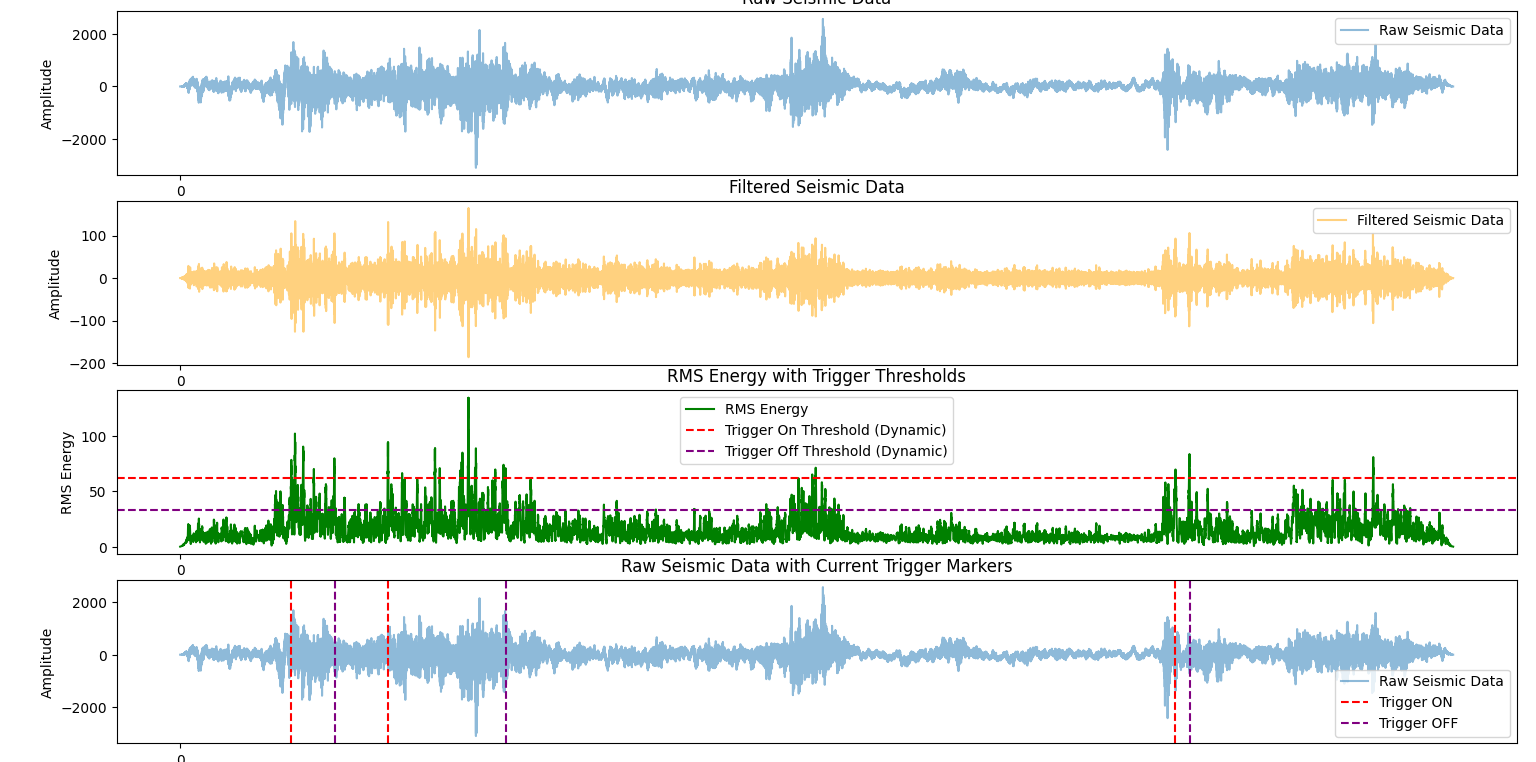 Raw Seismic Data
Raw Seismic Data
2000
0
−2000
Amplitude
0
Filtered Seismic Data
Filtered Seismic Data
100
0
−100
−200
Amplitude
0
RMS Energy with Trigger Thresholds
RMS Energy
Trigger On Threshold (Dynamic)
Trigger Off Threshold (Dynamic)
100
50
0
RMS Energy
0
Raw Seismic Data with Current Trigger Markers
2000
0
−2000
Amplitude
Raw Seismic Data
Trigger ON
Trigger OFF
0